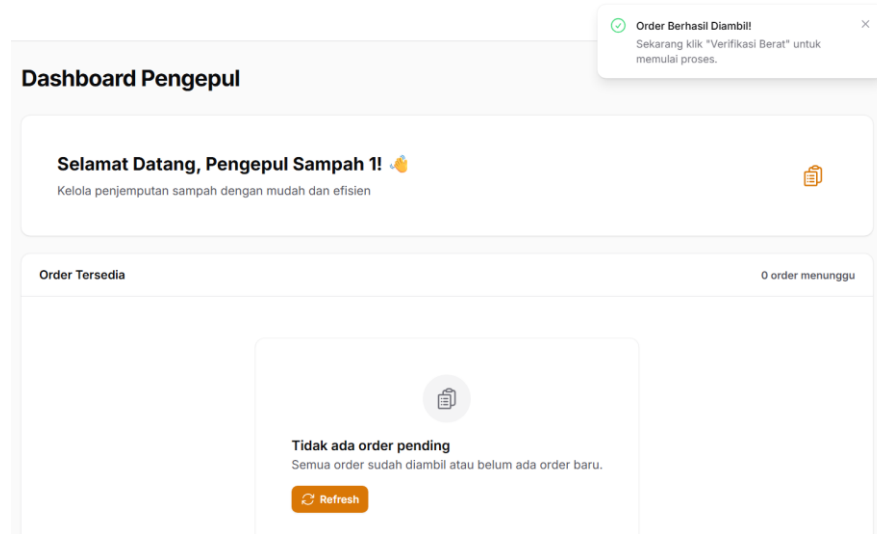 Order Berhasil Diambil!
Sekarang klik "Verifikasi Berat" untuk
memulai proses.
Dashboard Pengepul
Selamat Datang, Pengepul Sampah 1! 👋
Kelola penjemputan sampah dengan mudah dan efisien
Order Tersedia
0 order menunggu
Tidak ada order pending
Semua order sudah diambil atau belum ada order baru.
Refresh